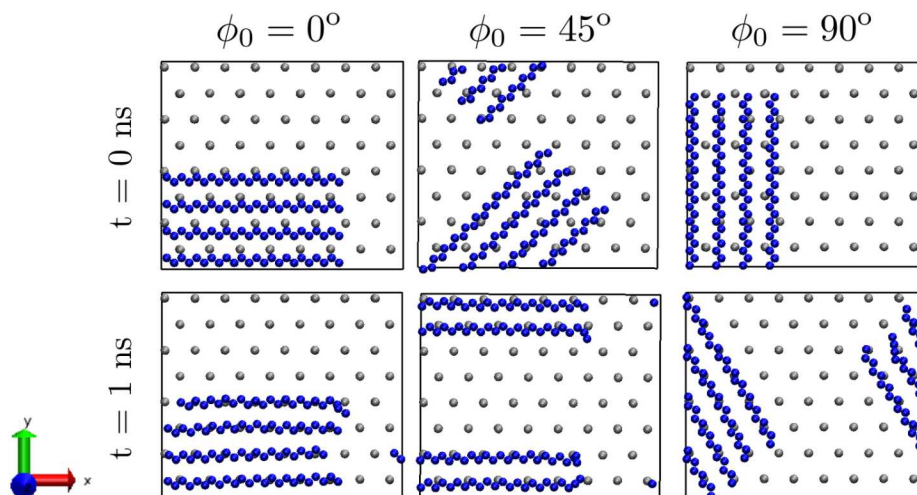 ϕ₀ = 0° ϕ₀ = 45° ϕ₀ = 90°
t = 0 ns
t = 1 ns
y
x